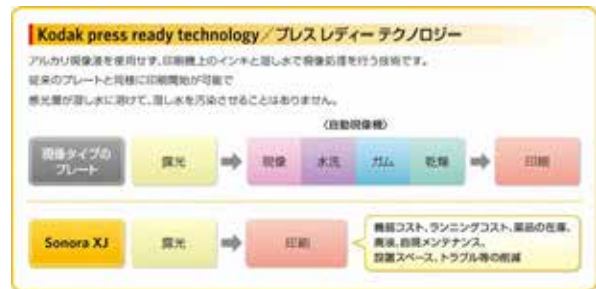 Kodak press ready technology／プレス レディー テクノロジー
アルカリ現像液を使用せず、印刷機上のインキと湿し水で現像処理を行う技術です。
従来のプレートと同様に印刷開始が可能で
感光層が湿し水に溶けて、湿し水を汚染させることはありません。
〈自動現像機〉
現像タイプの
プレート
露光
現像
水洗
ガム
乾燥
印刷
Sonora XJ
露光
印刷
機器コスト、ランニングコスト、薬品の在庫、
廃液、自現メンテナンス、
設置スペース、トラブル等の削減